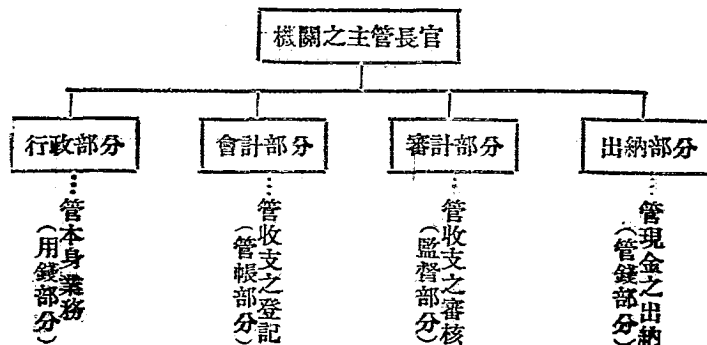 機關之主管長官
行政部分
會計部分
審計部分
出納部分
管本身業務
(用錢部分)
管收支之登記
(管帳部分)
管收支之審核
(監督部分)
管現金之出納
(管錢部分)